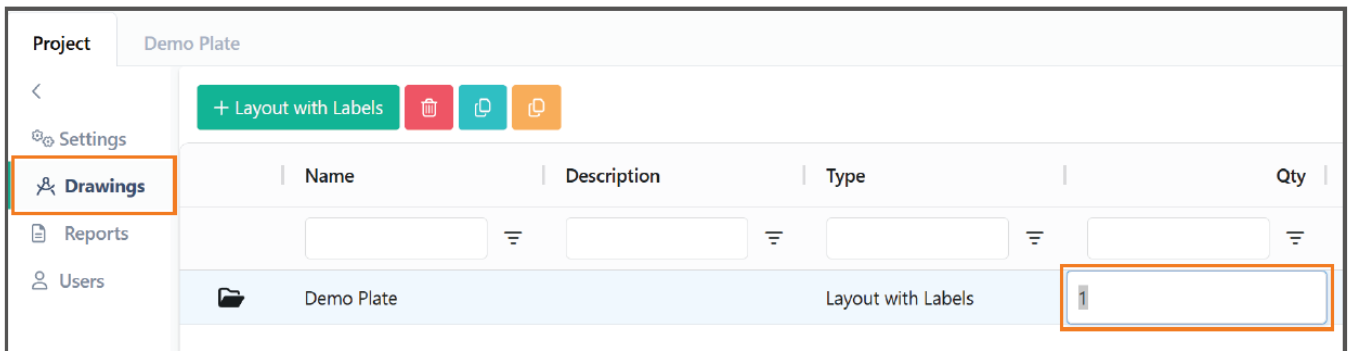 Project Demo Plate
+ Layout with Labels
Settings
Drawings
Name Description Type Qty
Reports
Users
Demo Plate Layout with Labels 1